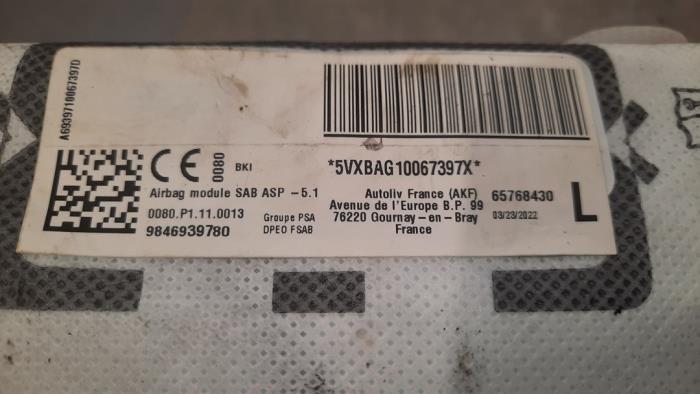 A6939710067397D
CE 0080 BKI
*5VXBAG10067397X*
Airbag module SAB ASP - 5.1
0080.P1.11.0013
9846939780
Groupe PSA
DPEO FSAB
Autoliv France (AKF)
Avenue de l'Europe B.P. 99
76220 Gournay - en - Bray
France
65768430
03/23/2022
L